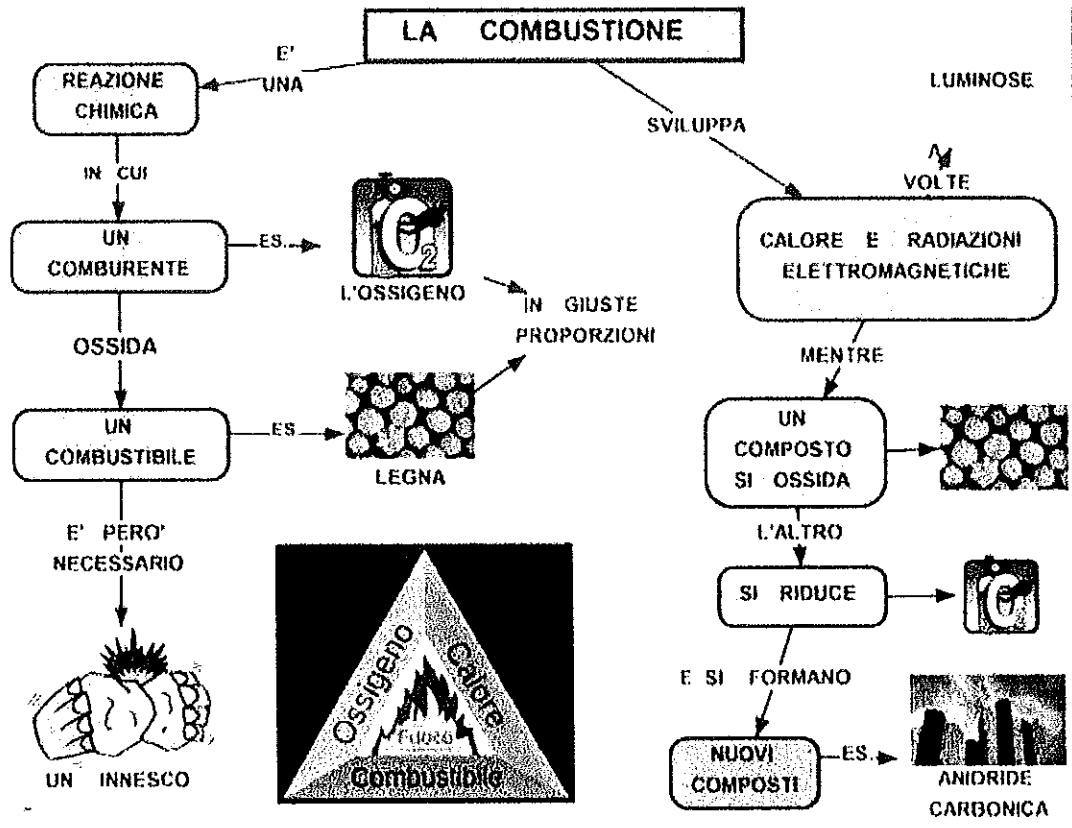 LA COMBUSTIONE
E'
UNA
REAZIONE
CHIMICA
IN CUI
UN
COMBURENTE
ES.
O2
L'OSSIGENO
OSSIDA
UN
COMBUSTIBILE
ES
LEGNA
IN GIUSTE
PROPORZIONI
E' PERO'
NECESSARIO
UN INNESCO
Ossigeno
Calore
Fuoco
Combustibile
SVILUPPA
CALORE E RADIAZIONI
ELETTROMAGNETICHE
A
VOLTE
LUMINOSE
MENTRE
UN
COMPOSTO
SI OSSIDA
L'ALTRO
SI RIDUCE
O
E SI FORMANO
NUOVI
COMPOSTI
ES.
ANIDRIDE
CARBONICA